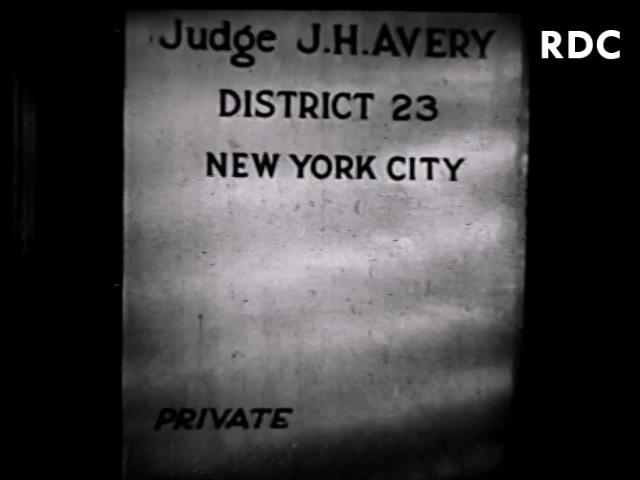 Judge J.H.AVERY
RDC
DISTRICT 23
NEW YORK CITY
PRIVATE